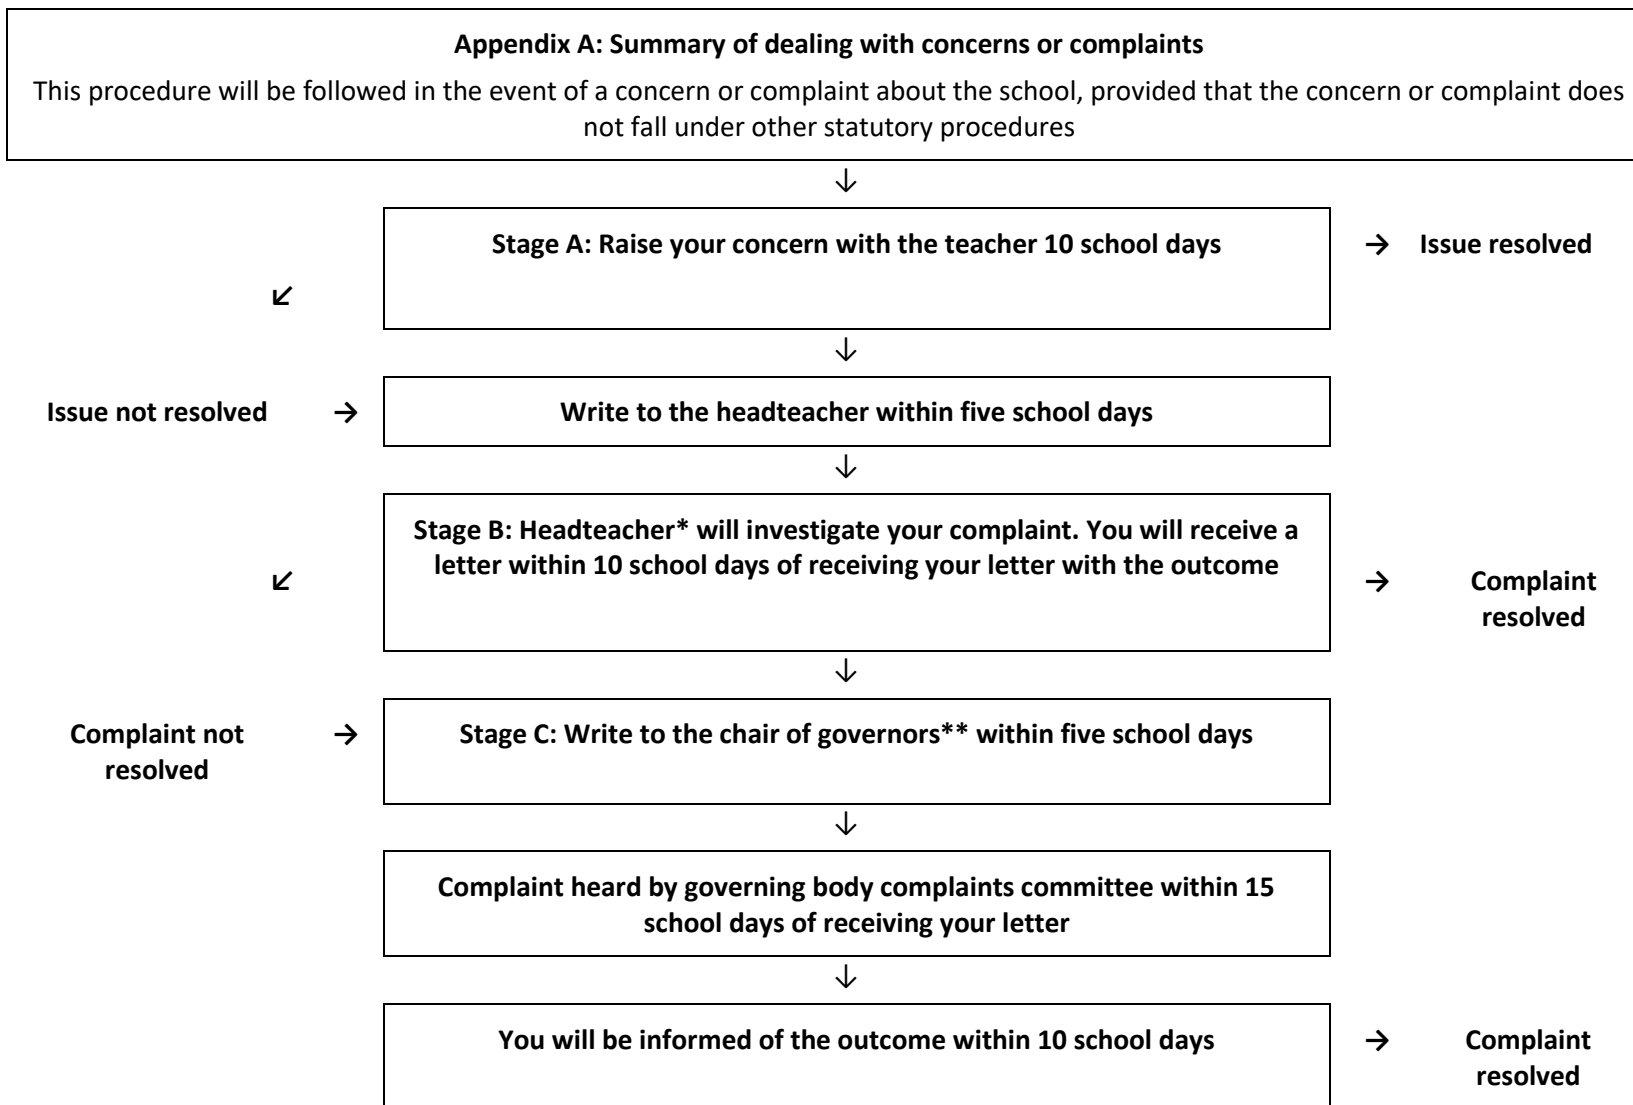 Appendix A: Summary of dealing with concerns or complaints
This procedure will be followed in the event of a concern or complaint about the school, provided that the concern or complaint does
not fall under other statutory procedures
↓
Stage A: Raise your concern with the teacher 10 school days
→ Issue resolved
↙
↓
Issue not resolved →
Write to the headteacher within five school days
↓
Stage B: Headteacher* will investigate your complaint. You will receive a
letter within 10 school days of receiving your letter with the outcome
↙
→ Complaint
resolved
↓
Complaint not →
resolved
Stage C: Write to the chair of governors** within five school days
↓
Complaint heard by governing body complaints committee within 15
school days of receiving your letter
↓
You will be informed of the outcome within 10 school days
→ Complaint
resolved